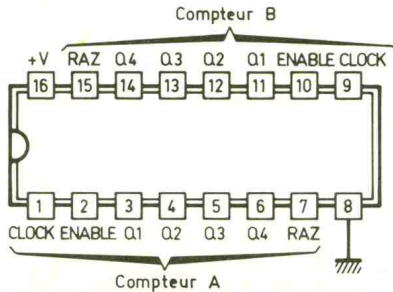 Compteur B
+V RAZ Q4 Q3 Q2 Q1 ENABLE CLOCK
16 15 14 13 12 11 10 9
1 2 3 4 5 6 7 8
CLOCK ENABLE Q1 Q2 Q3 Q4 RAZ
Compteur A